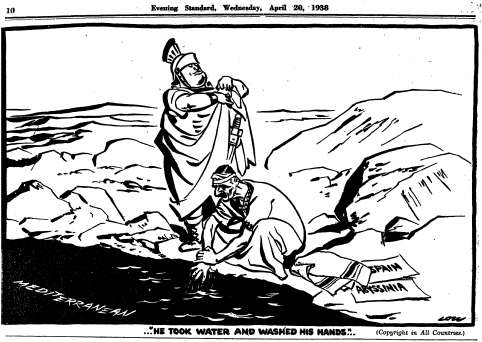 10
Evening Standard, Wednesday, April 20, 1938
SPAIN
ABYSSINIA
MEDITERRANEAN
LOW
..."HE TOOK WATER AND WASHED HIS HANDS"...
(Copyright in All Countries.)